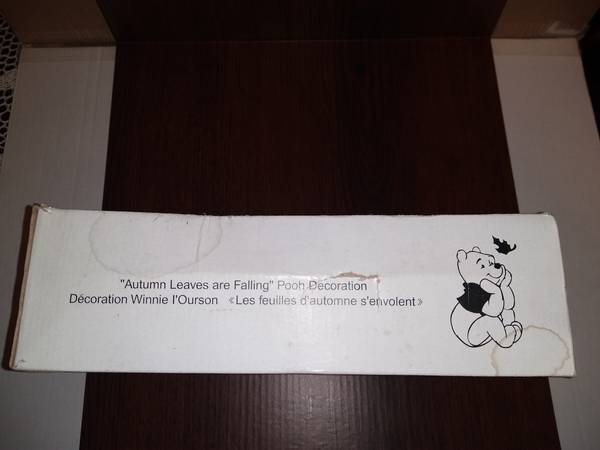 "Autumn Leaves are Falling" Pooh Decoration
Décoration Winnie l'Ourson «Les feuilles d'automne s'envolent»